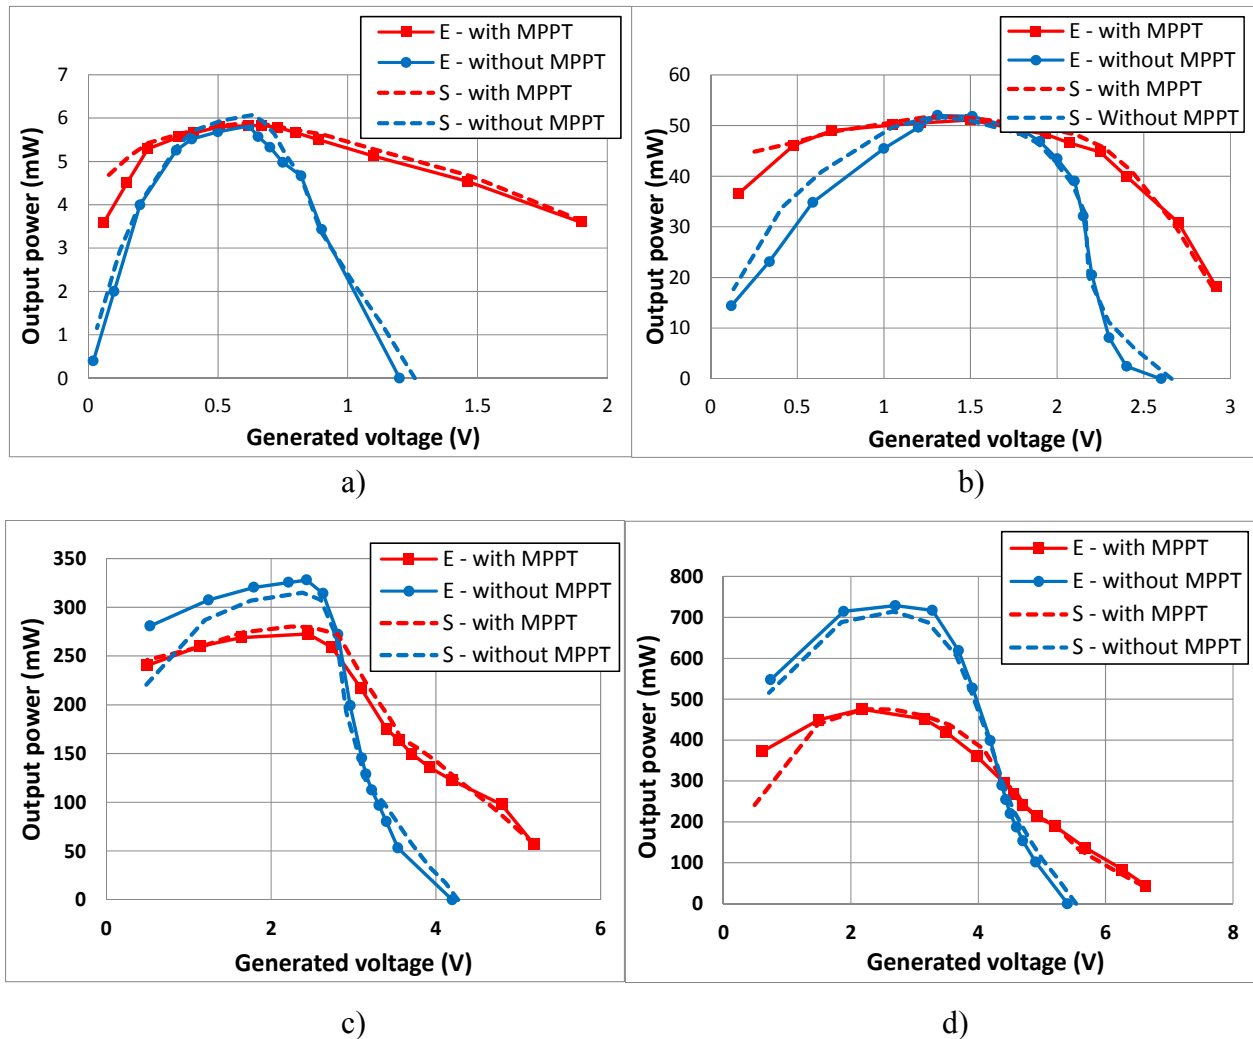 E - with MPPT
E - without MPPT
S - with MPPT
S - without MPPT
Output power (mW)
7
6
5
4
3
2
1
0
0 0.5 1 1.5 2
Generated voltage (V)
a)
E - with MPPT
E - without MPPT
S - with MPPT
S - Without MPPT
Output power (mW)
60
50
40
30
20
10
0
0 0.5 1 1.5 2 2.5 3
Generated voltage (V)
b)
E - with MPPT
E - without MPPT
S - with MPPT
S - without MPPT
Output power (mW)
350
300
250
200
150
100
50
0
0 2 4 6
Generated voltage (V)
c)
E - with MPPT
E - without MPPT
S - with MPPT
S - without MPPT
Output power (mW)
800
700
600
500
400
300
200
100
0
0 2 4 6 8
Generated voltage (V)
d)